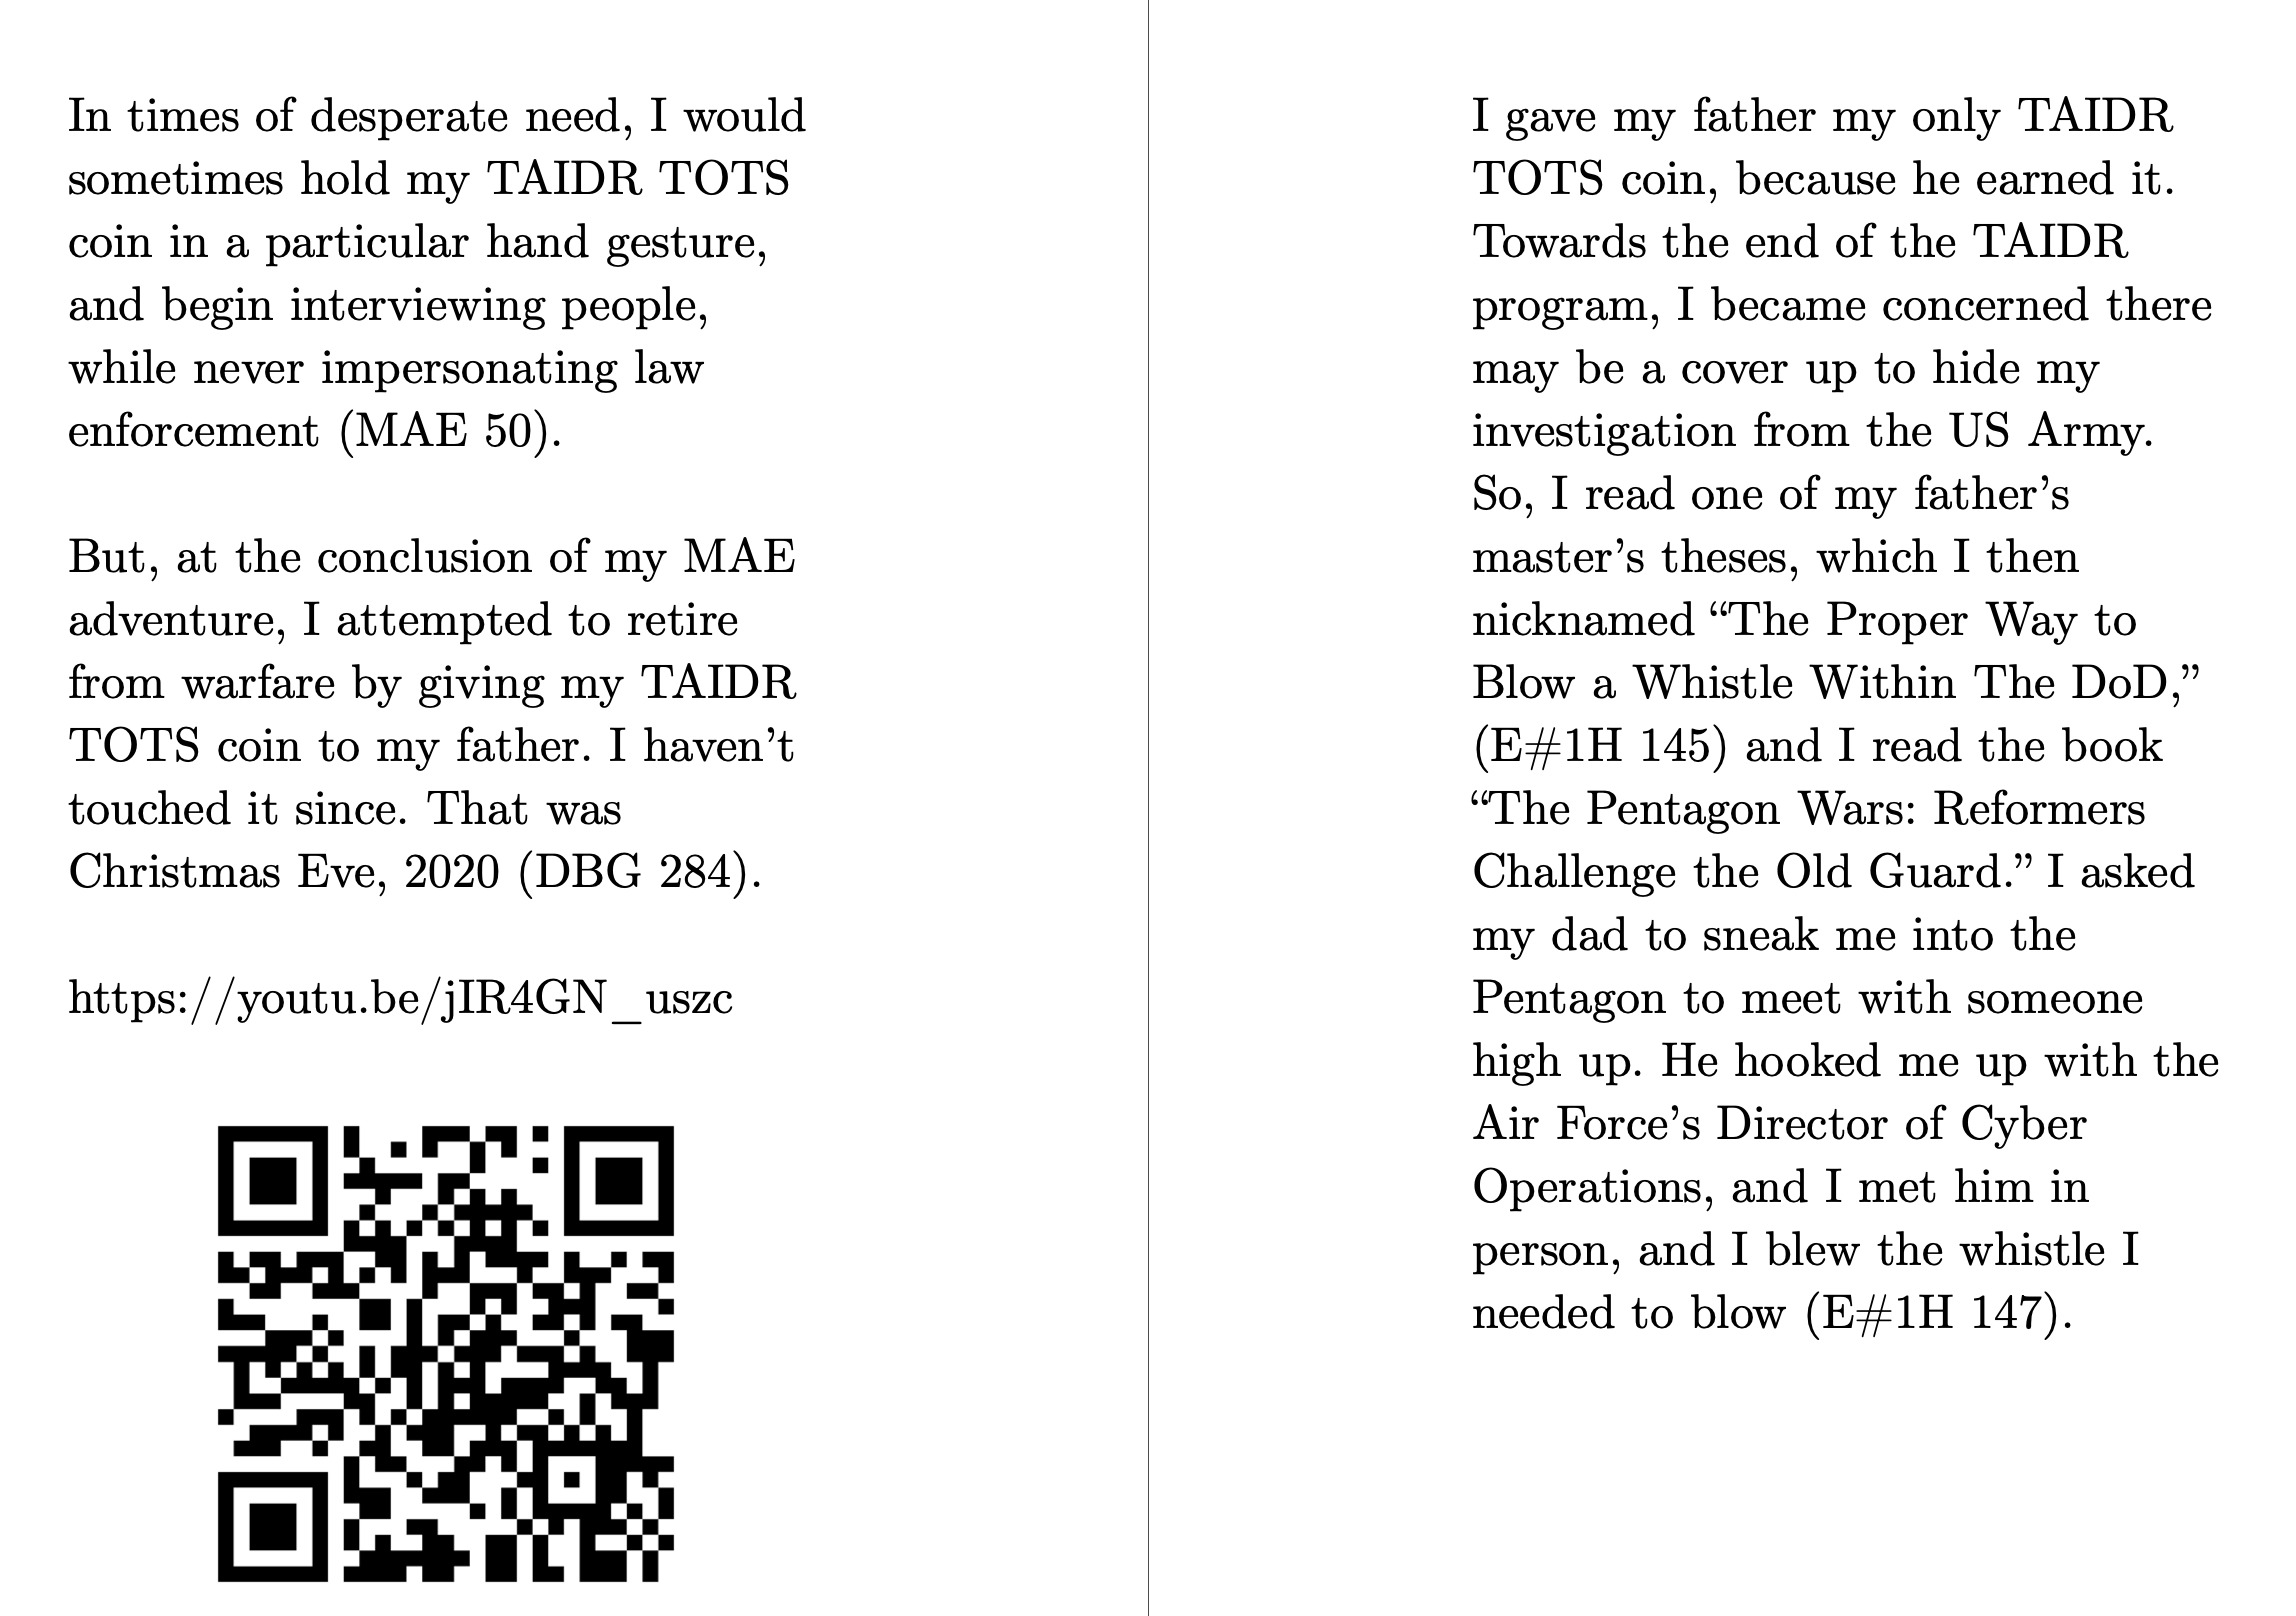 In times of desperate need, I would
sometimes hold my TAIDR TOTS
coin in a particular hand gesture,
and begin interviewing people,
while never impersonating law
enforcement (MAE 50).
But, at the conclusion of my MAE
adventure, I attempted to retire
from warfare by giving my TAIDR
TOTS coin to my father. I haven’t
touched it since. That was
Christmas Eve, 2020 (DBG 284).
https://youtu.be/jIR4GN_uszc
I gave my father my only TAIDR
TOTS coin, because he earned it.
Towards the end of the TAIDR
program, I became concerned there
may be a cover up to hide my
investigation from the US Army.
So, I read one of my father’s
master’s theses, which I then
nicknamed “The Proper Way to
Blow a Whistle Within The DoD,”
(E#1H 145) and I read the book
“The Pentagon Wars: Reformers
Challenge the Old Guard.” I asked
my dad to sneak me into the
Pentagon to meet with someone
high up. He hooked me up with the
Air Force’s Director of Cyber
Operations, and I met him in
person, and I blew the whistle I
needed to blow (E#1H 147).